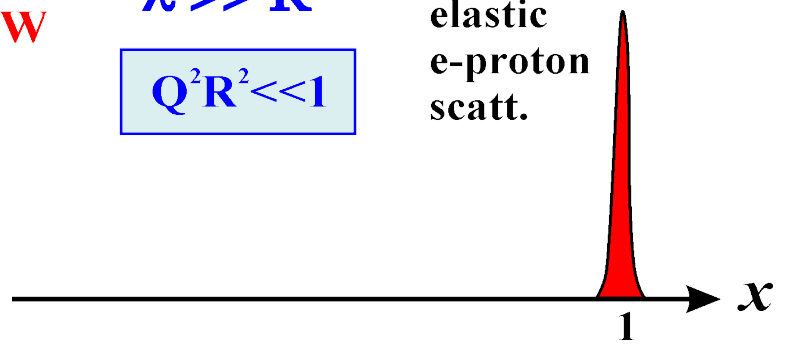 W
λ >> R
elastic
e-proton
scatt.
Q²R²<<1
x
1